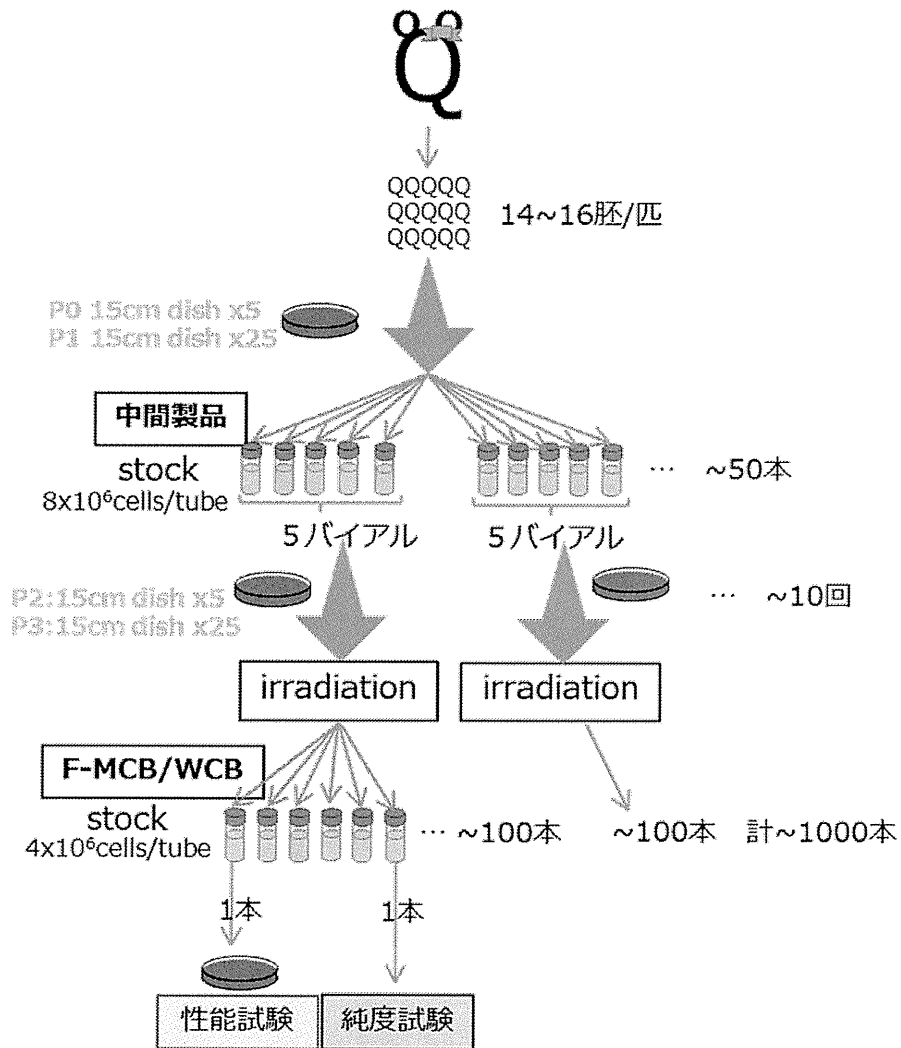 Q
QQQQQ
QQQQQ
QQQQQ
14~16胚/匹
P0 15cm dish x5
P1 15cm dish x25
中間製品
stock
8x10⁶cells/tube
… ~50本
5バイアル
5バイアル
P2:15cm dish x5
P3:15cm dish x25
… ~10回
irradiation
irradiation
F-MCB/WCB
stock
4x10⁶cells/tube
… ~100本
~100本 計~1000本
1本
1本
性能試験
純度試験